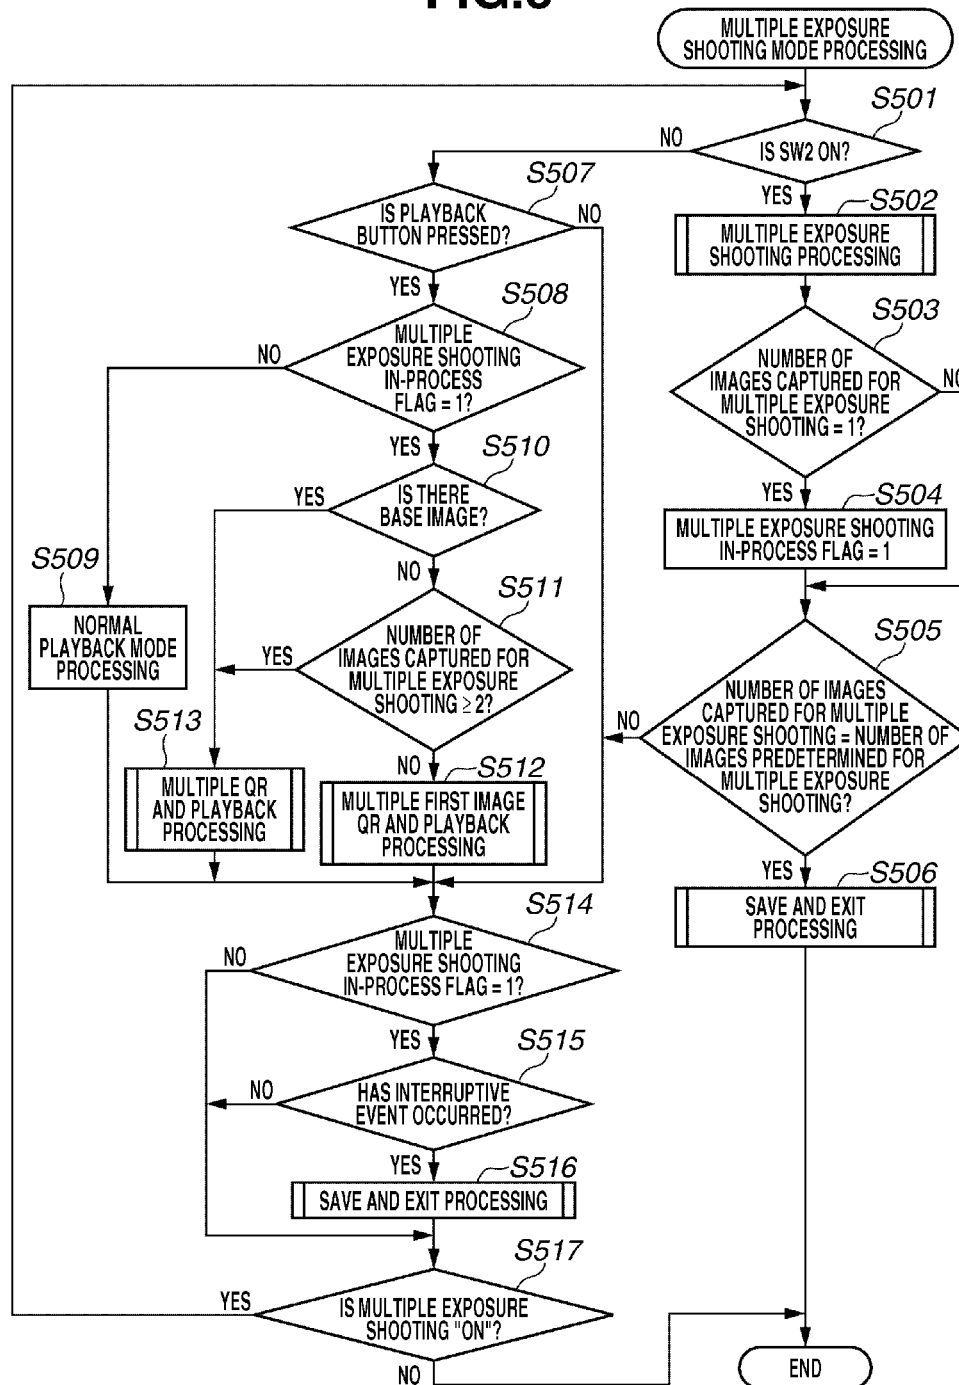 MULTIPLE EXPOSURE
SHOOTING MODE PROCESSING
S501
IS SW2 ON?
NO
YES
S502
MULTIPLE EXPOSURE
SHOOTING PROCESSING
S503
NUMBER OF
IMAGES CAPTURED FOR
MULTIPLE EXPOSURE
SHOOTING = 1?
YES
S504
MULTIPLE EXPOSURE SHOOTING
IN-PROCESS FLAG = 1
S505
NUMBER OF IMAGES
CAPTURED FOR MULTIPLE
EXPOSURE SHOOTING = NUMBER OF
IMAGES PREDETERMINED FOR
MULTIPLE EXPOSURE
SHOOTING?
NO
YES
S506
SAVE AND EXIT
PROCESSING
S507
IS PLAYBACK
BUTTON PRESSED?
NO
YES
S508
MULTIPLE
EXPOSURE SHOOTING
IN-PROCESS
FLAG = 1?
NO
YES
S509
NORMAL
PLAYBACK MODE
PROCESSING
S510
IS THERE
BASE IMAGE?
YES
NO
S511
NUMBER OF
IMAGES CAPTURED FOR
MULTIPLE EXPOSURE
SHOOTING ≥ 2?
YES
NO
S512
MULTIPLE FIRST IMAGE
QR AND PLAYBACK
PROCESSING
S513
MULTIPLE QR
AND PLAYBACK
PROCESSING
S514
MULTIPLE
EXPOSURE SHOOTING
IN-PROCESS FLAG = 1?
NO
YES
S515
HAS INTERRUPTIVE
EVENT OCCURRED?
NO
YES
S516
SAVE AND EXIT PROCESSING
S517
IS MULTIPLE EXPOSURE
SHOOTING "ON"?
YES
NO
END